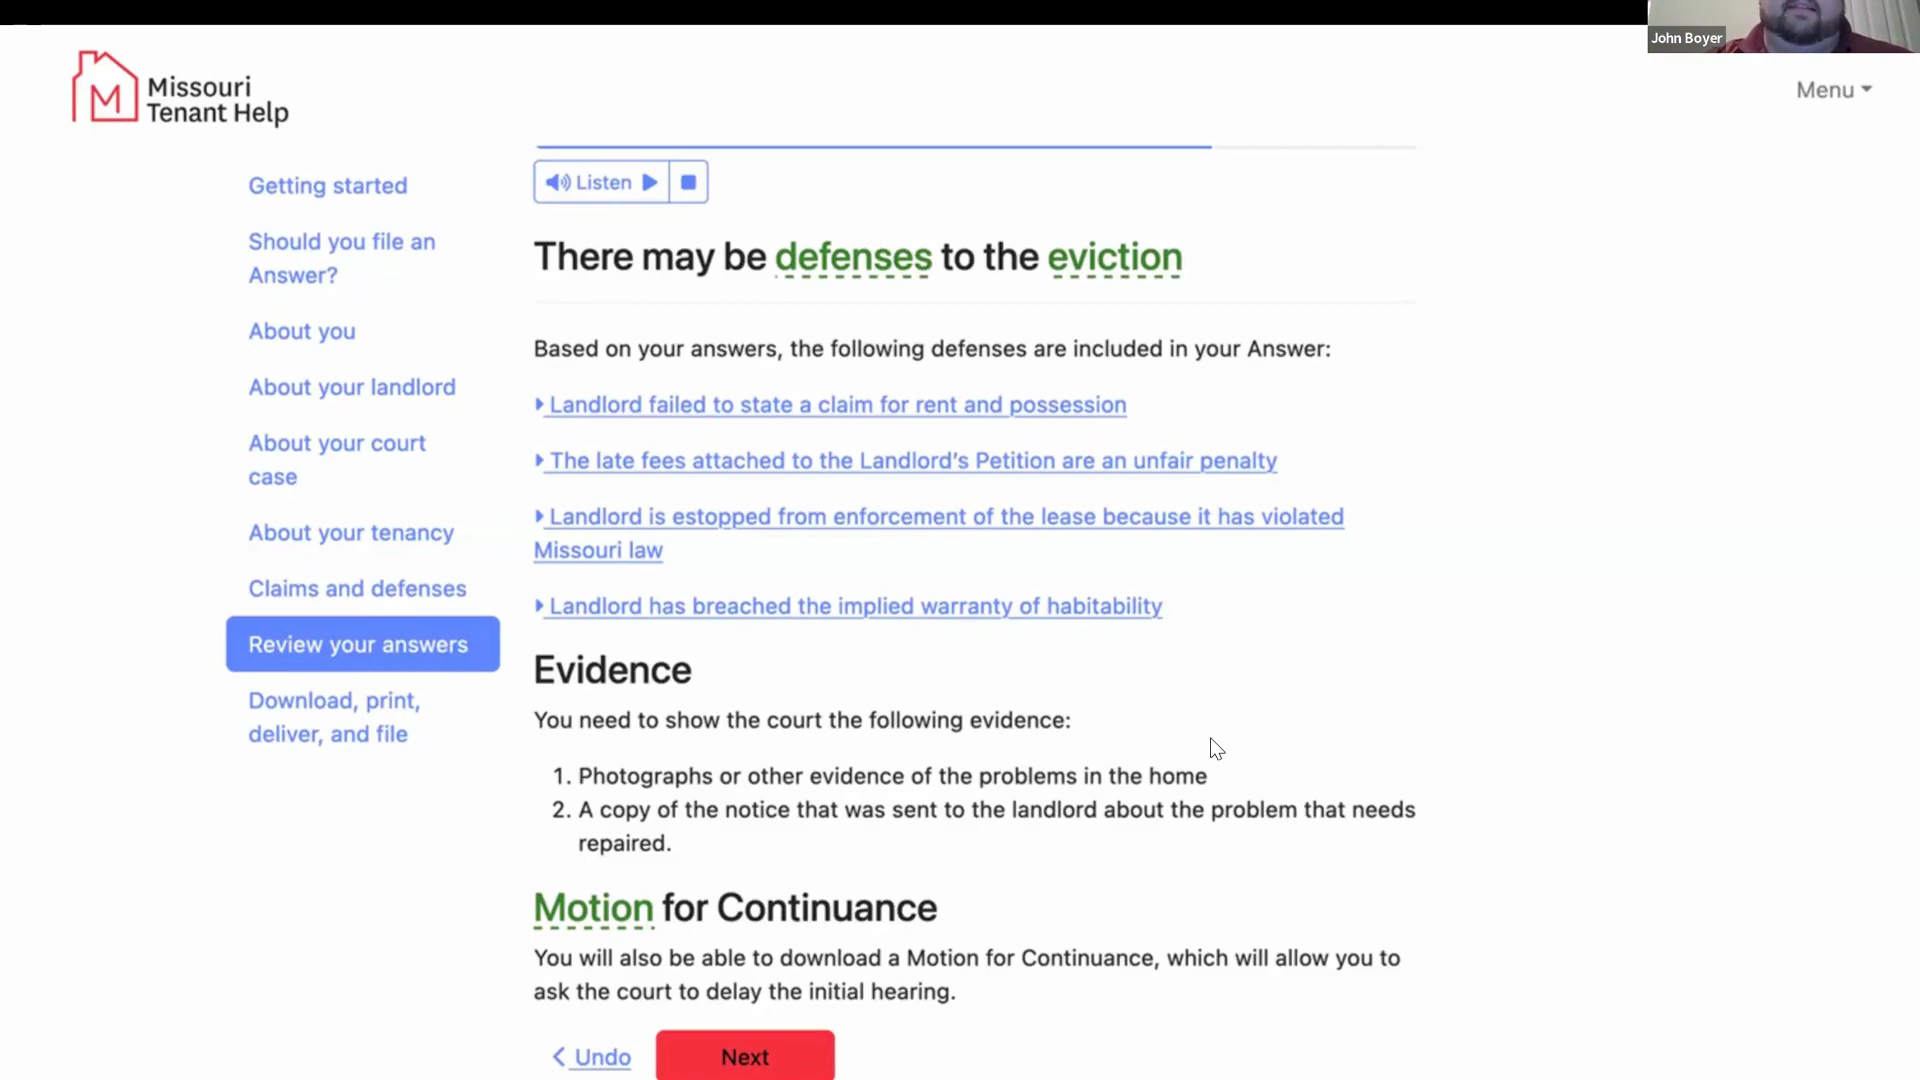 John Boyer
Missouri
Tenant Help
Menu
Getting started
Should you file an
Answer?
About you
About your landlord
About your court
case
About your tenancy
Claims and defenses
Review your answers
Download, print,
deliver, and file
Listen
There may be defenses to the eviction
Based on your answers, the following defenses are included in your Answer:
Landlord failed to state a claim for rent and possession
The late fees attached to the Landlord’s Petition are an unfair penalty
Landlord is estopped from enforcement of the lease because it has violated
Missouri law
Landlord has breached the implied warranty of habitability
Evidence
You need to show the court the following evidence:
1. Photographs or other evidence of the problems in the home
2. A copy of the notice that was sent to the landlord about the problem that needs
repaired.
Motion for Continuance
You will also be able to download a Motion for Continuance, which will allow you to
ask the court to delay the initial hearing.
Undo
Next